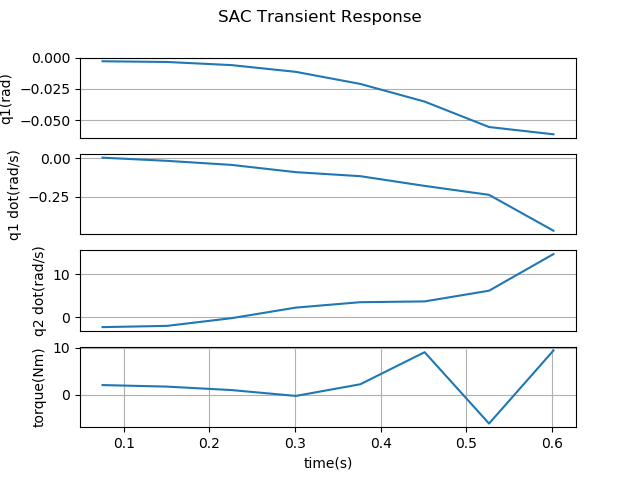 SAC Transient Response
0.000
−0.025
−0.050
q1(rad)
0.00
−0.25
q1 dot(rad/s)
10
0
q2 dot(rad/s)
10
0
torque(Nm)
0.1 0.2 0.3 0.4 0.5 0.6
time(s)